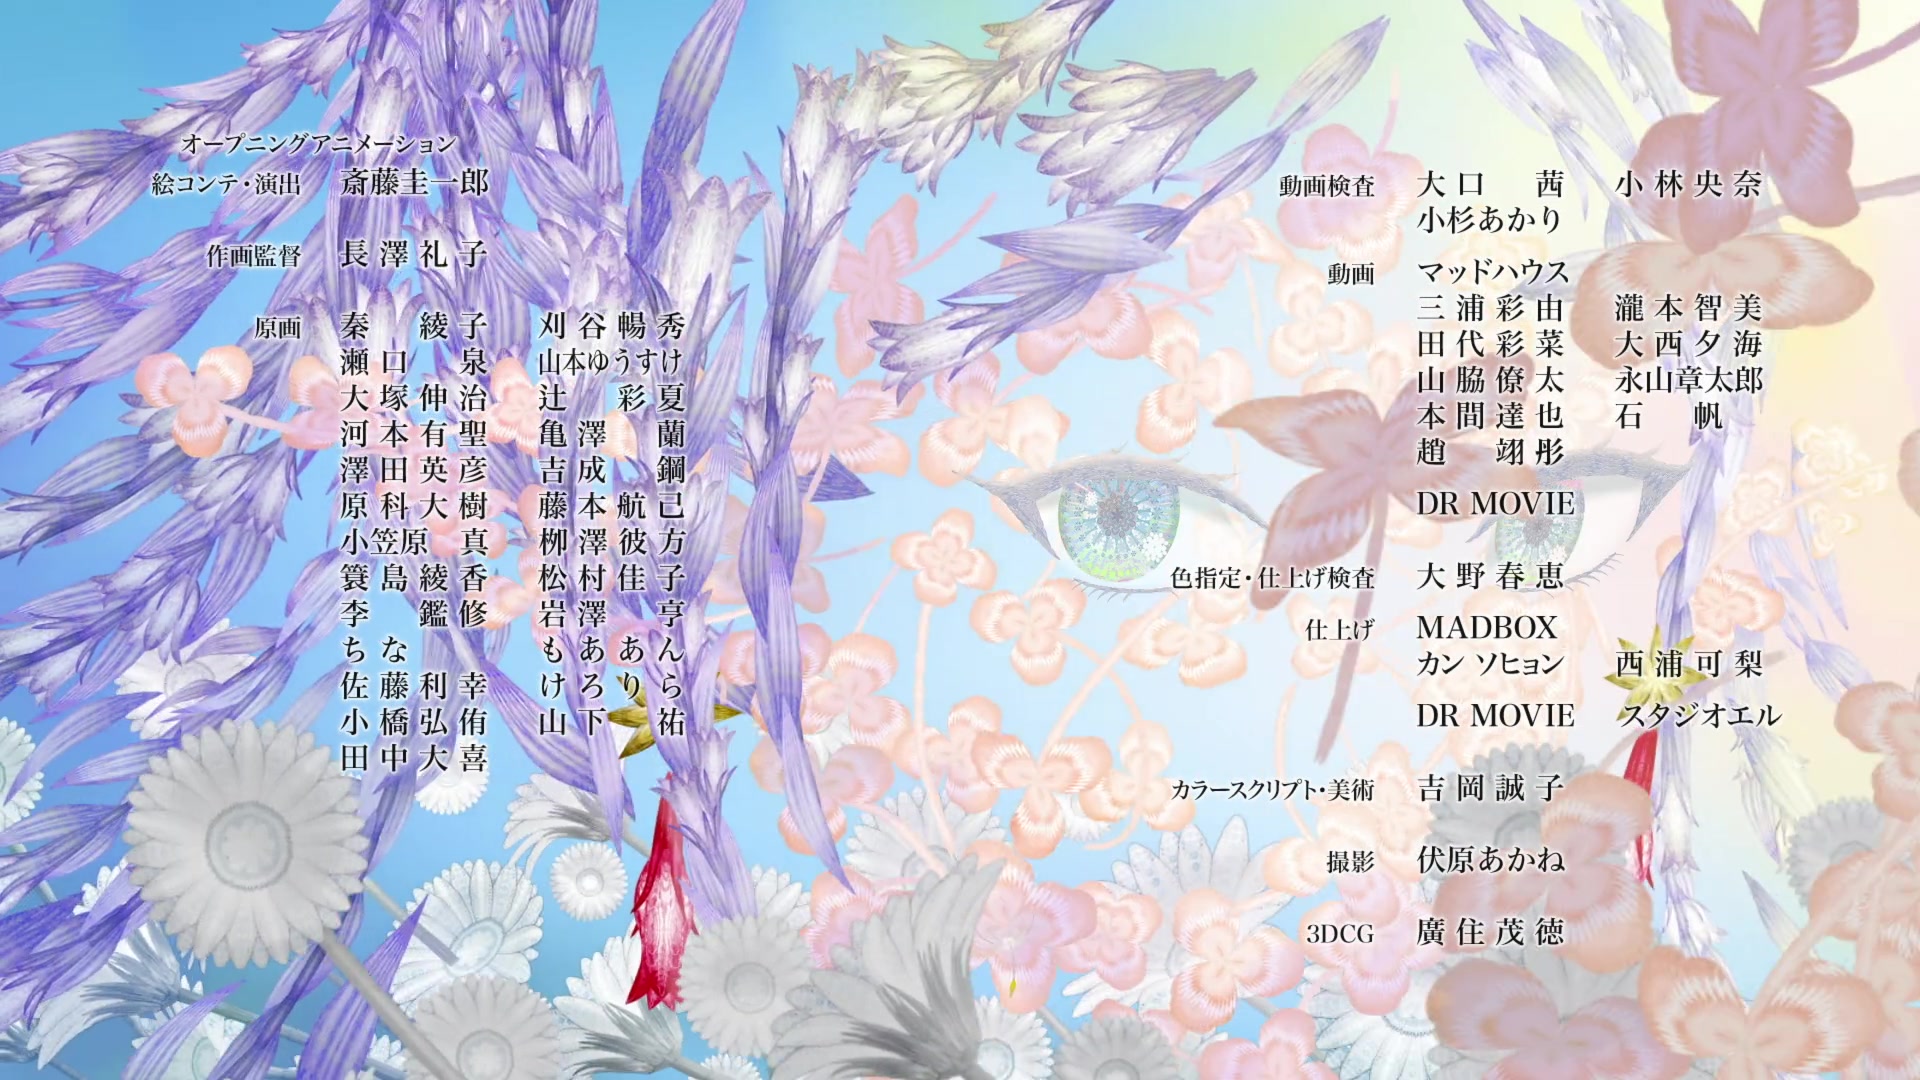 オープニングアニメーション
絵コンテ・演出 斎藤圭一郎
作画監督 長澤礼子
原画 秦綾子 刈谷暢秀
瀬口泉 山本ゆうすけ
大塚伸治 辻彩夏
河本有聖 亀澤蘭
澤田英彦 吉成鋼
原科大樹 藤本航己
小笠原真 柳澤彼方
簑島綾香 松村佳子
李鑑修 岩澤亨
ちな もああん
佐藤利幸 けろりら
小橋弘侑 山下祐
田中大喜
動画検査 大口茜 小林央奈
小杉あかり
動画 マッドハウス
三浦彩由 瀧本智美
田代彩菜 大西夕海
山脇僚太 永山章太郎
本間達也 石帆
趙翊彤
DR MOVIE
色指定・仕上げ検査 大野春恵
仕上げ MADBOX
カン ソヒョン 西浦可梨
DR MOVIE スタジオエル
カラースクリプト・美術 吉岡誠子
撮影 伏原あかね
3DCG 廣住茂徳